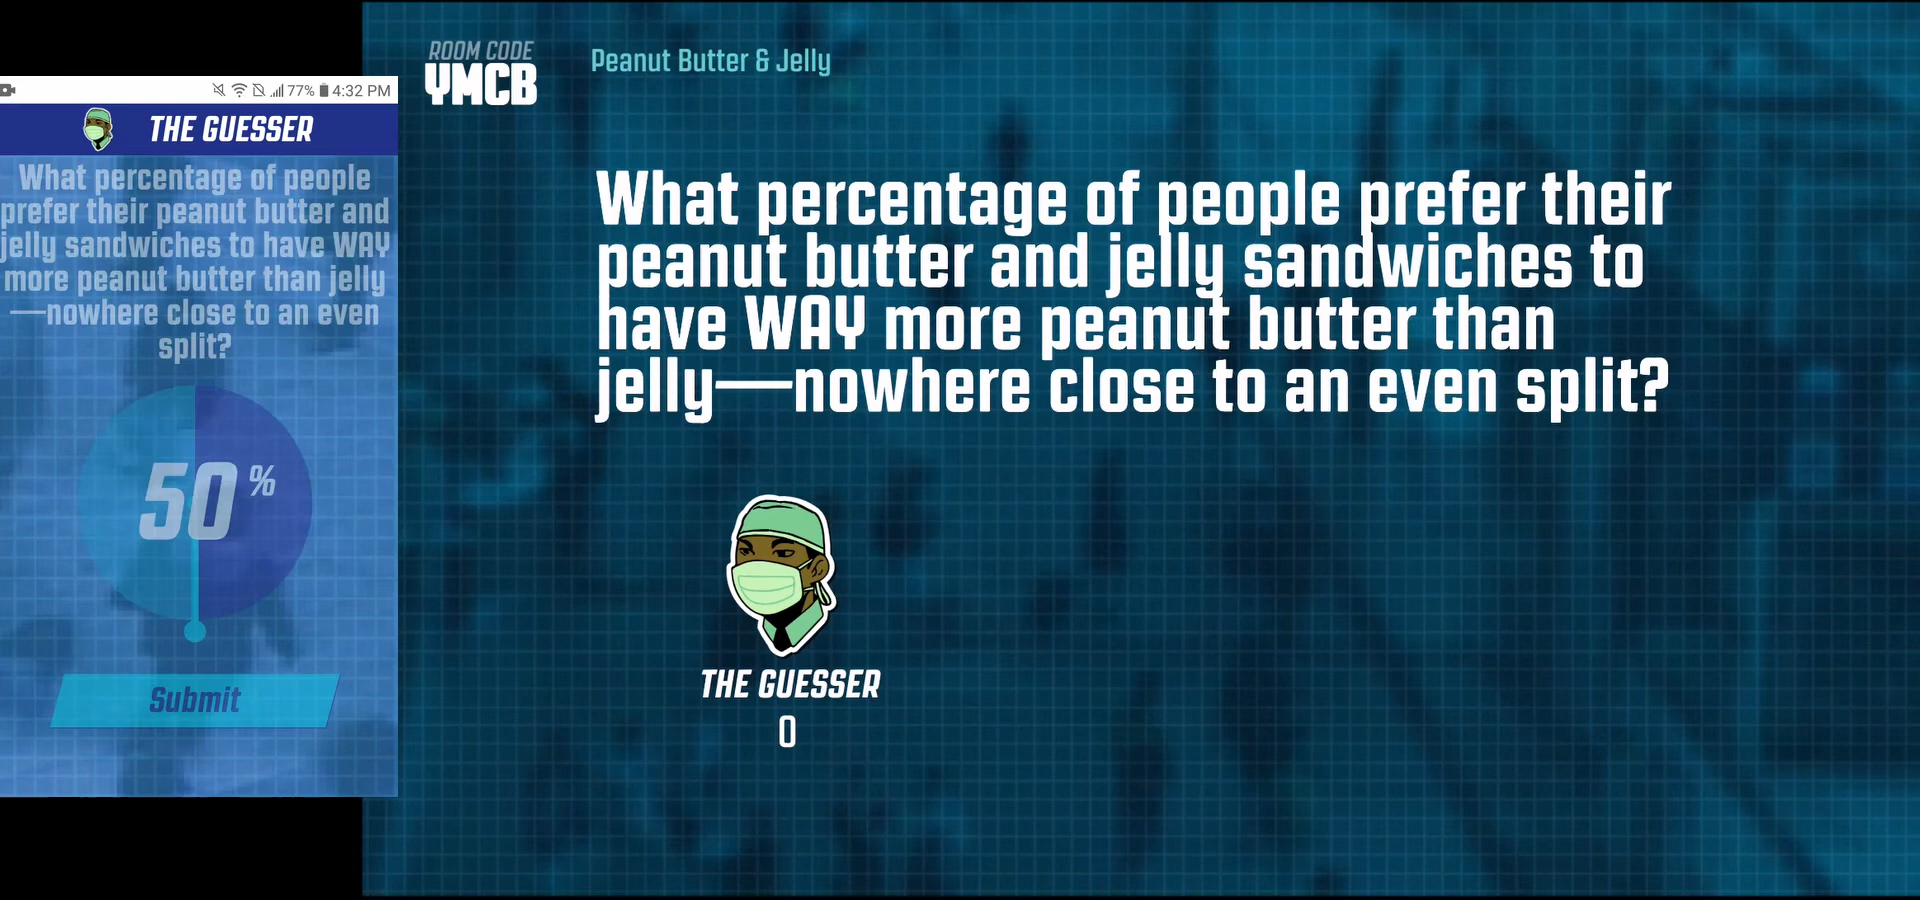 77% 4:32 PM
THE GUESSER
What percentage of people
prefer their peanut butter and
jelly sandwiches to have WAY
more peanut butter than jelly
—nowhere close to an even
split?
50%
Submit
ROOM CODE
YMCB
Peanut Butter & Jelly
What percentage of people prefer their
peanut butter and jelly sandwiches to
have WAY more peanut butter than
jelly—nowhere close to an even split?
THE GUESSER
0